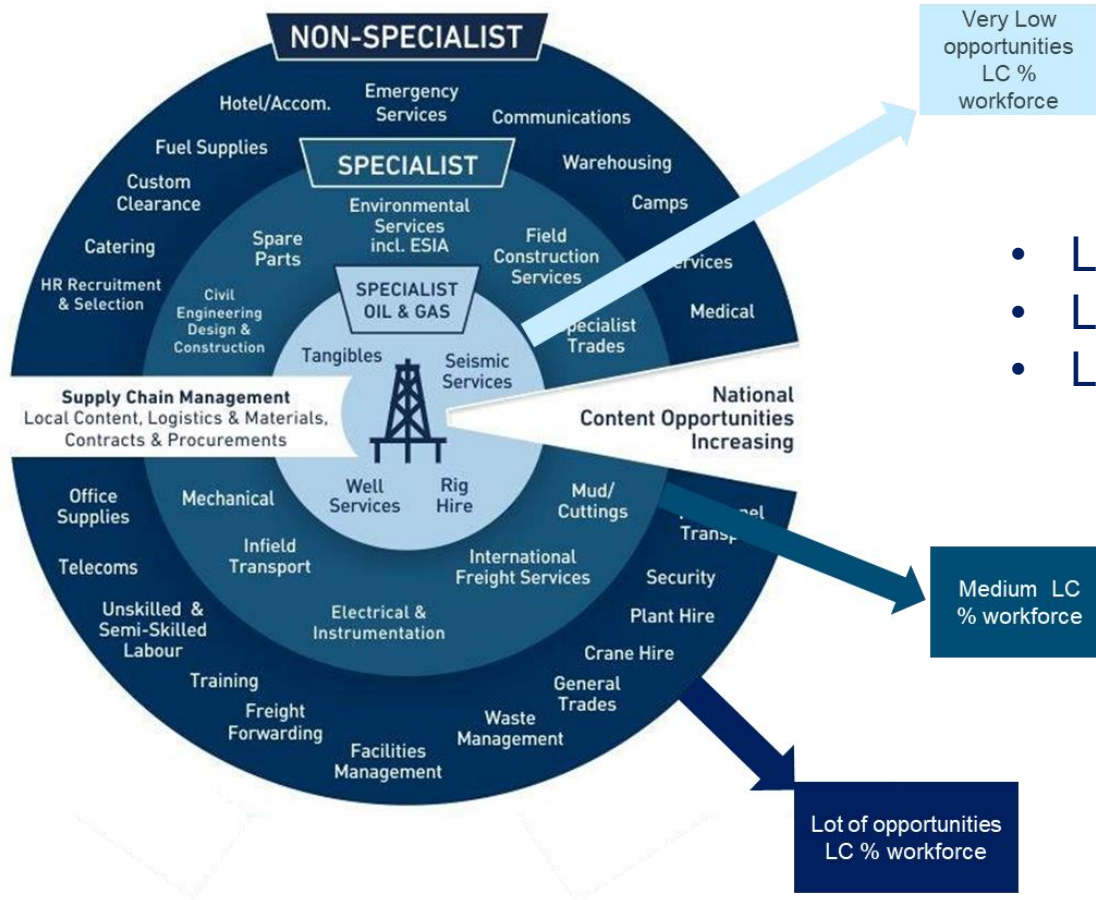 NON-SPECIALIST
Hotel/Accom.
Emergency
Services
Communications
Fuel Supplies
Warehousing
Custom
Clearance
Camps
Catering
HR Recruitment
& Selection
Medical
SPECIALIST
Environmental
Services
incl. ESIA
Spare
Parts
Field
Construction
Services
Civil
Engineering
Design &
Construction
Trades
SPECIALIST
OIL & GAS
Tangibles
Seismic
Services
Well
Services
Rig
Hire
Supply Chain Management
Local Content, Logistics & Materials,
Contracts & Procurements
National
Content Opportunities
Increasing
Mechanical
Mud/
Cuttings
Infield
Transport
International
Freight Services
Electrical &
Instrumentation
Office
Supplies
Telecoms
Unskilled &
Semi-Skilled
Labour
Training
Freight
Forwarding
Facilities
Management
Waste
Management
General
Trades
Crane Hire
Plant Hire
Security
Very Low
opportunities
LC %
workforce
• L
• L
• L
Medium LC
% workforce
Lot of opportunities
LC % workforce